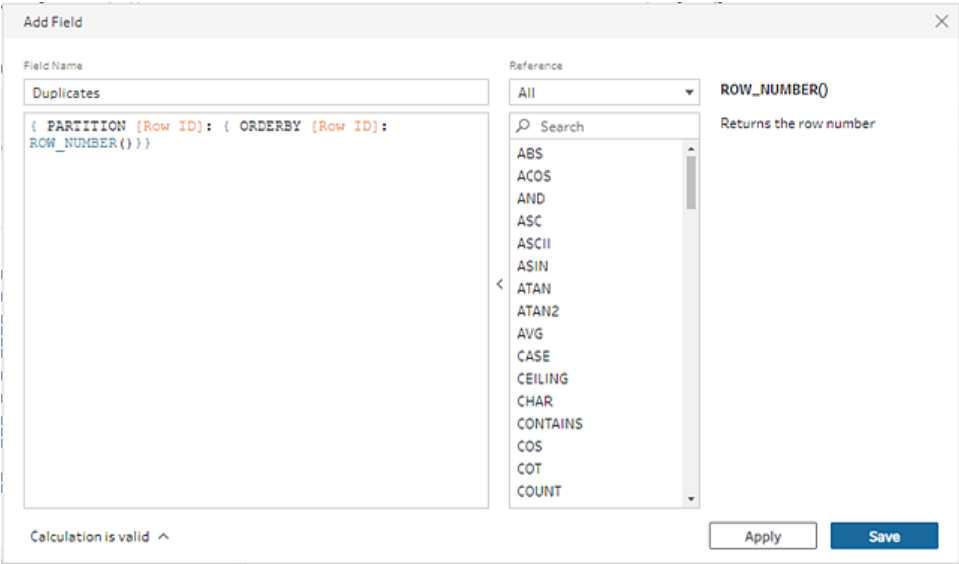 Add Field
Field Name
Duplicates
{ PARTITION [Row ID]: { ORDERBY [Row ID]:
ROW_NUMBER()}}
Reference
All
Search
ABS
ACOS
AND
ASC
ASCII
ASIN
ATAN
ATAN2
AVG
CASE
CEILING
CHAR
CONTAINS
COS
COT
COUNT
ROW_NUMBER()
Returns the row number
Calculation is valid
Apply
Save